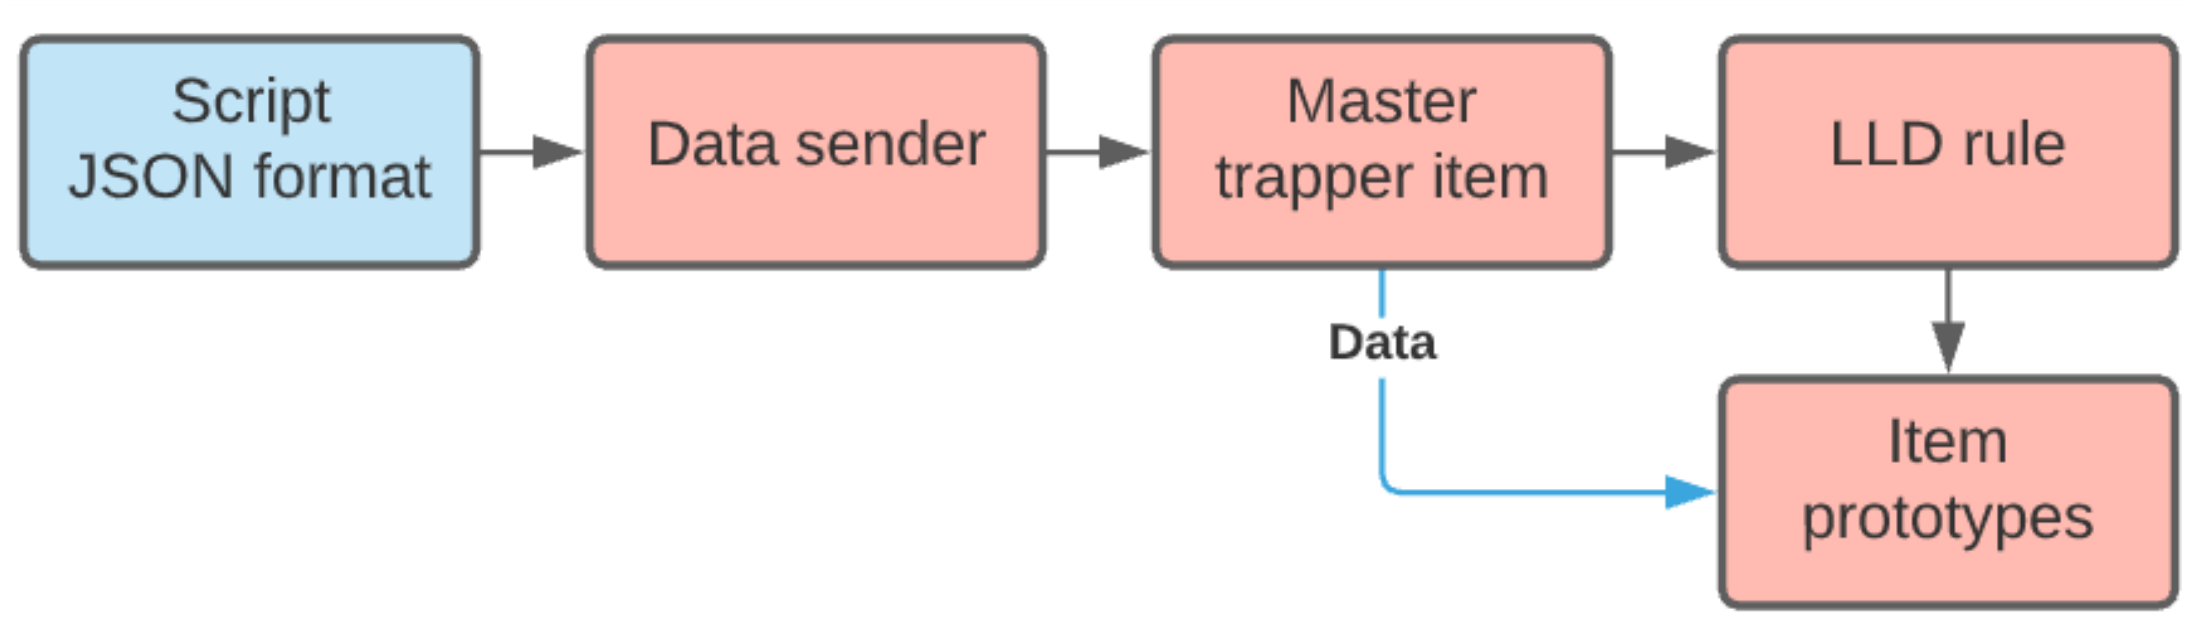 Script
JSON format
Data sender
Master
trapper item
LLD rule
Data
Item
prototypes